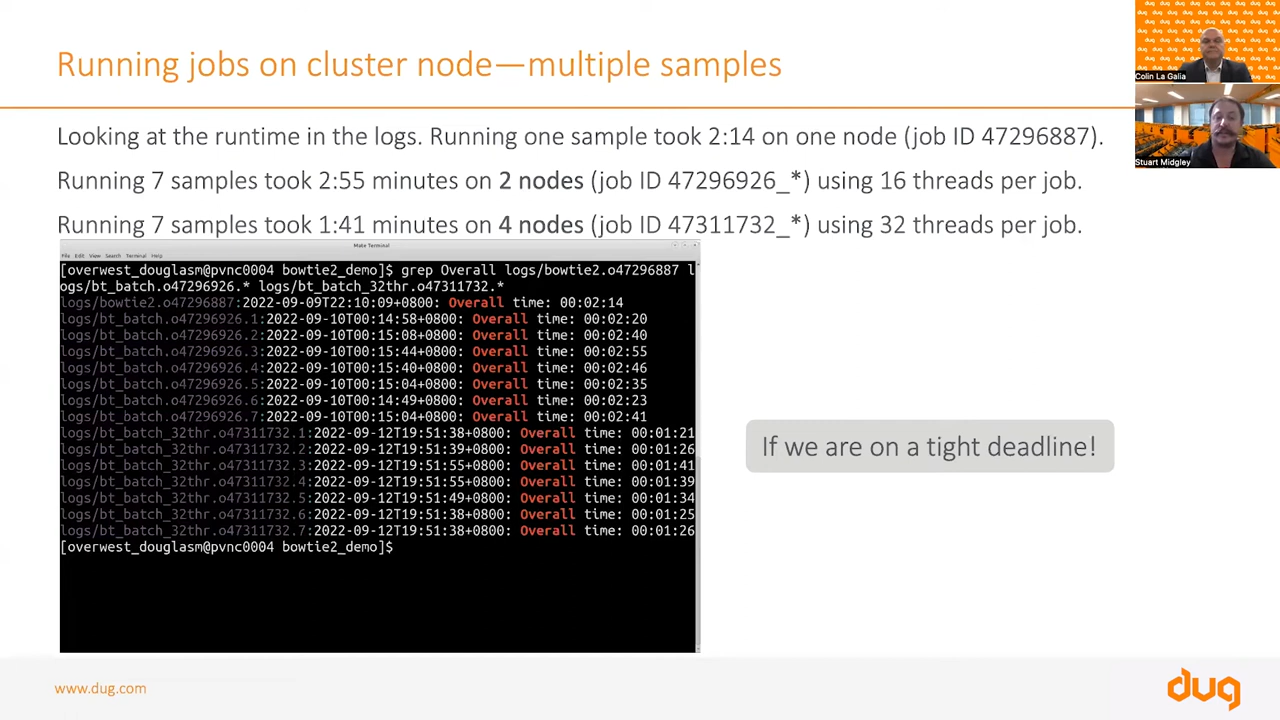 Running jobs on cluster node—multiple samples
Colin La Galia
Stuart Midgley
Looking at the runtime in the logs. Running one sample took 2:14 on one node (job ID 47296887).
Running 7 samples took 2:55 minutes on 2 nodes (job ID 47296926_*) using 16 threads per job.
Running 7 samples took 1:41 minutes on 4 nodes (job ID 47311732_*) using 32 threads per job.
Mate Terminal
File Edit View Search Terminal Help
[overwest_douglasm@pvnc0004 bowtie2_demo]$ grep Overall logs/bowtie2.o47296887 l
ogs/bt_batch.o47296926.* logs/bt_batch_32thr.o47311732.*
logs/bowtie2.o47296887:2022-09-09T22:10:09+0800: Overall time: 00:02:14
logs/bt_batch.o47296926.1:2022-09-10T00:14:58+0800: Overall time: 00:02:20
logs/bt_batch.o47296926.2:2022-09-10T00:15:08+0800: Overall time: 00:02:40
logs/bt_batch.o47296926.3:2022-09-10T00:15:44+0800: Overall time: 00:02:55
logs/bt_batch.o47296926.4:2022-09-10T00:15:40+0800: Overall time: 00:02:46
logs/bt_batch.o47296926.5:2022-09-10T00:15:04+0800: Overall time: 00:02:35
logs/bt_batch.o47296926.6:2022-09-10T00:14:49+0800: Overall time: 00:02:23
logs/bt_batch.o47296926.7:2022-09-10T00:15:04+0800: Overall time: 00:02:41
logs/bt_batch_32thr.o47311732.1:2022-09-12T19:51:38+0800: Overall time: 00:01:21
logs/bt_batch_32thr.o47311732.2:2022-09-12T19:51:39+0800: Overall time: 00:01:26
logs/bt_batch_32thr.o47311732.3:2022-09-12T19:51:55+0800: Overall time: 00:01:41
logs/bt_batch_32thr.o47311732.4:2022-09-12T19:51:55+0800: Overall time: 00:01:39
logs/bt_batch_32thr.o47311732.5:2022-09-12T19:51:49+0800: Overall time: 00:01:34
logs/bt_batch_32thr.o47311732.6:2022-09-12T19:51:38+0800: Overall time: 00:01:25
logs/bt_batch_32thr.o47311732.7:2022-09-12T19:51:38+0800: Overall time: 00:01:26
[overwest_douglasm@pvnc0004 bowtie2_demo]$
If we are on a tight deadline!
www.dug.com
dug